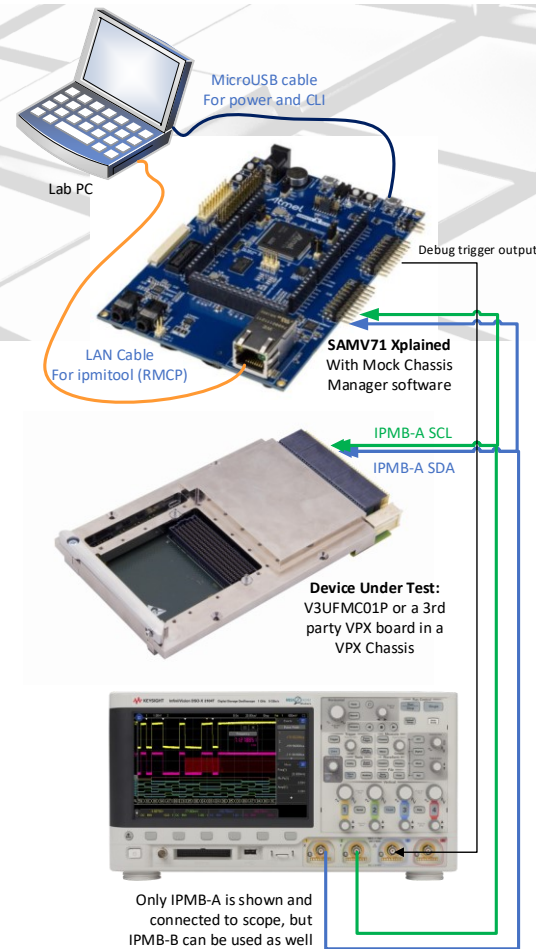 MicroUSB cable
For power and CLI
Lab PC
Atmel
Debug trigger output
LAN Cable
For ipmitool (RMCP)
SAMV71 Xplained
With Mock Chassis
Manager software
IPMB-A SCL
IPMB-A SDA
Device Under Test:
V3UFMC01P or a 3rd
party VPX board in a
VPX Chassis
KEYSIGHT
Only IPMB-A is shown and
connected to scope, but
IPMB-B can be used as well